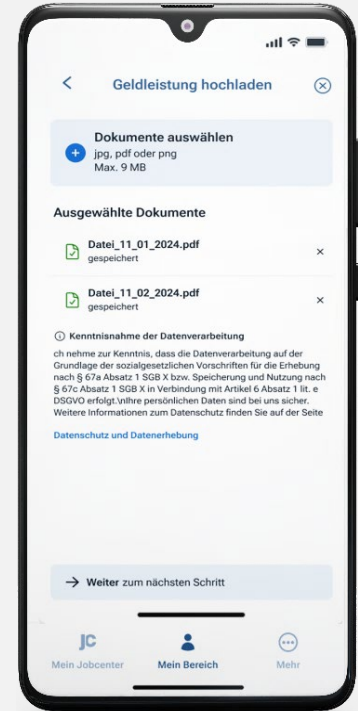 Geldleistung hochladen
Dokumente auswählen
jpg, pdf oder png
Max. 9 MB
Ausgewählte Dokumente
Datei_11_01_2024.pdf
gespeichert
Datei_11_02_2024.pdf
gespeichert
Kenntnisnahme der Datenverarbeitung
ch nehme zur Kenntnis, dass die Datenverarbeitung auf der
Grundlage der sozialgesetzlichen Vorschriften für die Erhebung
nach § 67a Absatz 1 SGB X bzw. Speicherung und Nutzung nach
§ 67c Absatz 1 SGB X in Verbindung mit Artikel 6 Absatz 1 lit. e
DSGVO erfolgt.\nIhre persönlichen Daten sind bei uns sicher.
Weitere Informationen zum Datenschutz finden Sie auf der Seite
Datenschutz und Datenerhebung
Weiter zum nächsten Schritt
JC
Mein Jobcenter
Mein Bereich
Mehr